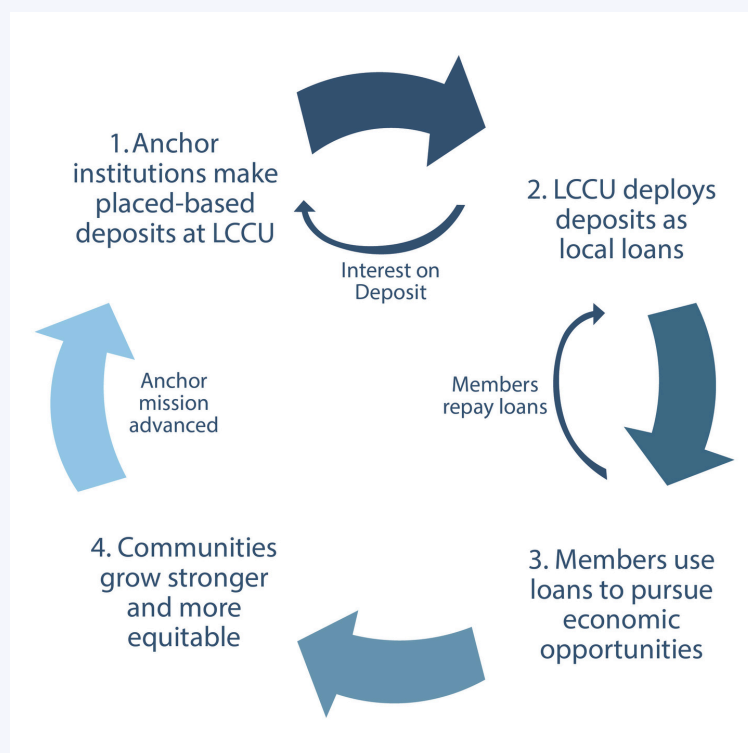 1. Anchor
institutions make
placed-based
deposits at LCCU
Interest on
Deposit
2. LCCU deploys
deposits as
local loans
Members
repay loans
3. Members use
loans to pursue
economic
opportunities
4. Communities
grow stronger
and more
equitable
Anchor
mission
advanced